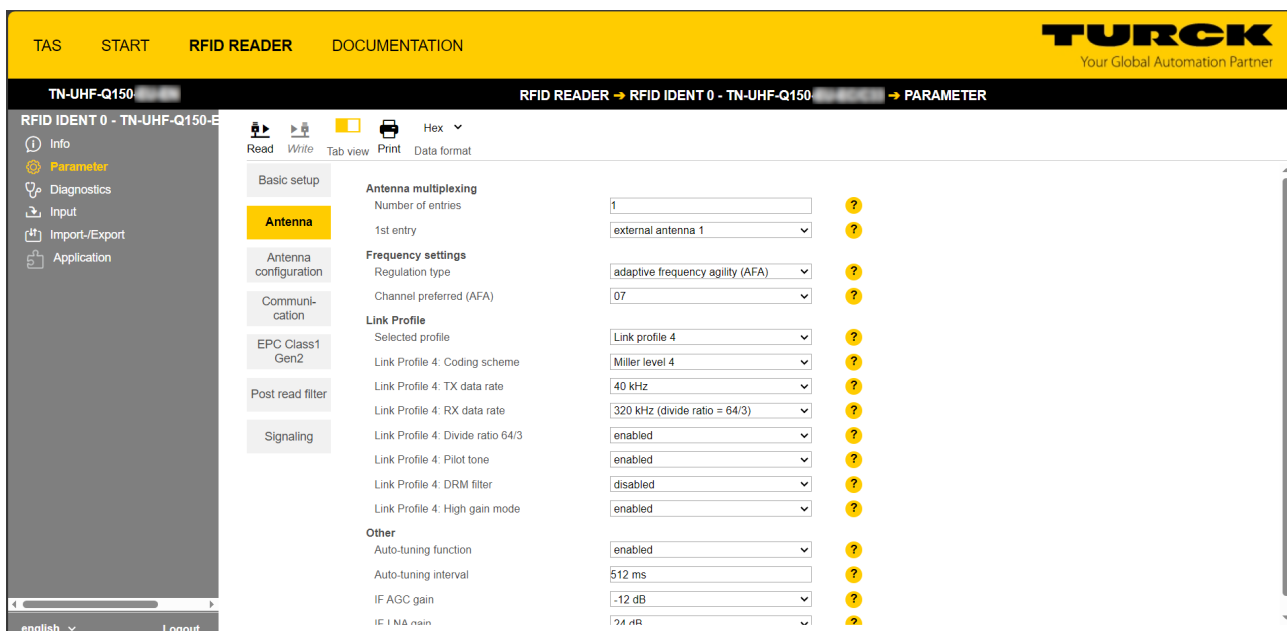 TAS START RFID READER DOCUMENTATION
TURCK
Your Global Automation Partner
TN-UHF-Q150-
RFID READER ➔ RFID IDENT 0 - TN-UHF-Q150- ➔ PARAMETER
RFID IDENT 0 - TN-UHF-Q150-E
Info
Parameter
Diagnostics
Input
Import-/Export
Application
english
Logout
Read Write Tab view Print Data format
Hex
Basic setup
Antenna
Antenna
configuration
Communi-
cation
EPC Class1
Gen2
Post read filter
Signaling
Antenna multiplexing
Number of entries 1 ?
1st entry external antenna 1 ?
Frequency settings
Regulation type adaptive frequency agility (AFA) ?
Channel preferred (AFA) 07 ?
Link Profile
Selected profile Link profile 4 ?
Link Profile 4: Coding scheme Miller level 4 ?
Link Profile 4: TX data rate 40 kHz ?
Link Profile 4: RX data rate 320 kHz (divide ratio = 64/3) ?
Link Profile 4: Divide ratio 64/3 enabled ?
Link Profile 4: Pilot tone enabled ?
Link Profile 4: DRM filter disabled ?
Link Profile 4: High gain mode enabled ?
Other
Auto-tuning function enabled ?
Auto-tuning interval 512 ms ?
IF AGC gain -12 dB ?
IF LNA gain 24 dB ?